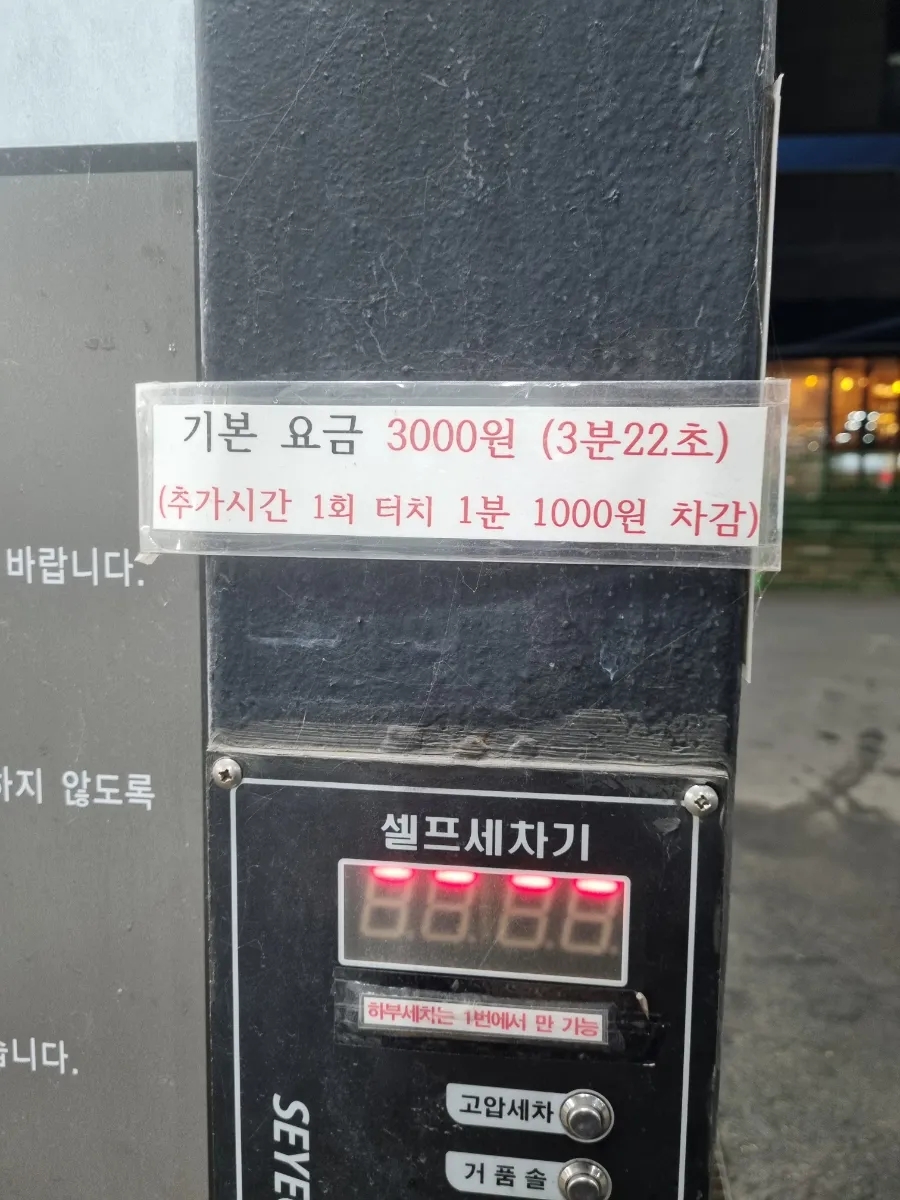 기본 요금 3000원 (3분22초)
(추가시간 1회 터치 1분 1000원 차감)
바랍니다.
하지 않도록
습니다.
셀프세차기
하부세차는 1번에서 만 가능
고압세차
거품솔